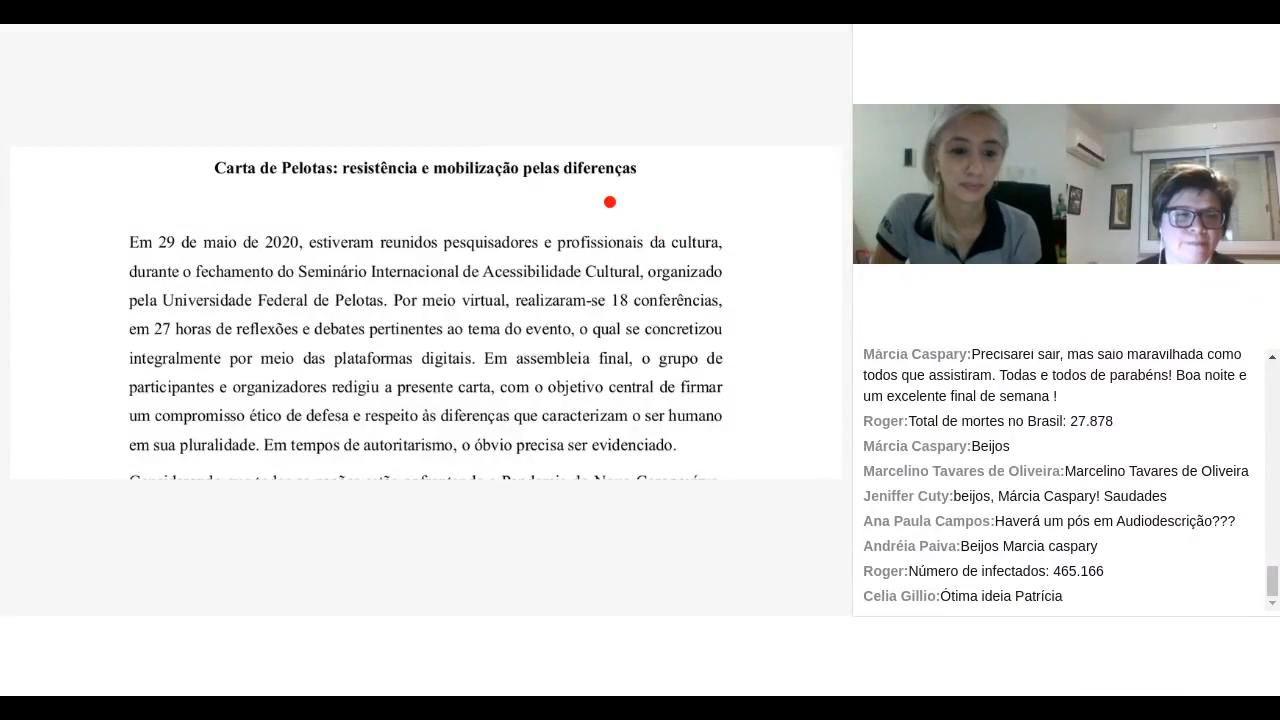 Carta de Pelotas: resistência e mobilização pelas diferenças
Em 29 de maio de 2020, estiveram reunidos pesquisadores e profissionais da cultura,
durante o fechamento do Seminário Internacional de Acessibilidade Cultural, organizado
pela Universidade Federal de Pelotas. Por meio virtual, realizaram-se 18 conferências,
em 27 horas de reflexões e debates pertinentes ao tema do evento, o qual se concretizou
integralmente por meio das plataformas digitais. Em assembleia final, o grupo de
participantes e organizadores redigiu a presente carta, com o objetivo central de firmar
um compromisso ético de defesa e respeito às diferenças que caracterizam o ser humano
em sua pluralidade. Em tempos de autoritarismo, o óbvio precisa ser evidenciado.
Márcia Caspary:Precisarei sair, mas saio maravilhada como
todos que assistiram. Todas e todos de parabéns! Boa noite e
um excelente final de semana !
Roger:Total de mortes no Brasil: 27.878
Márcia Caspary:Beijos
Marcelino Tavares de Oliveira:Marcelino Tavares de Oliveira
Jeniffer Cuty:beijos, Márcia Caspary! Saudades
Ana Paula Campos:Haverá um pós em Audiodescrição???
Andréia Paiva:Beijos Marcia caspary
Roger:Número de infectados: 465.166
Celia Gillio:Ótima ideia Patrícia